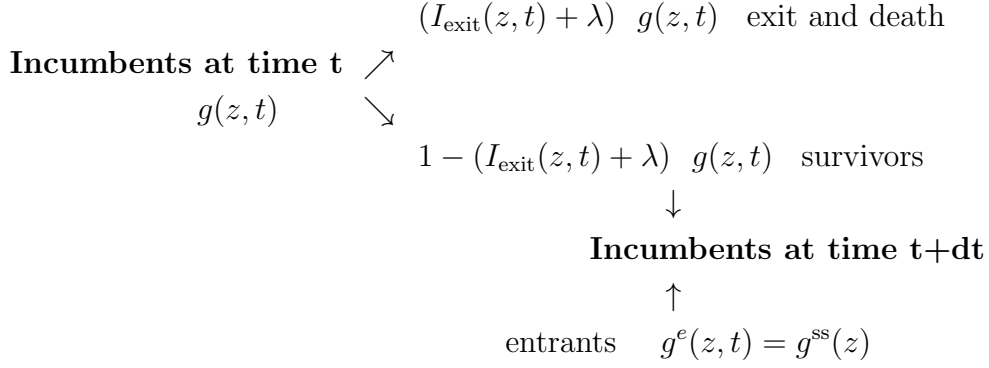 (I_exit(z, t) + λ) g(z, t) exit and death
Incumbents at time t ↗
g(z, t) ↘
1 − (I_exit(z, t) + λ) g(z, t) survivors
↓
Incumbents at time t+dt
↑
entrants g^e(z, t) = g^ss(z)